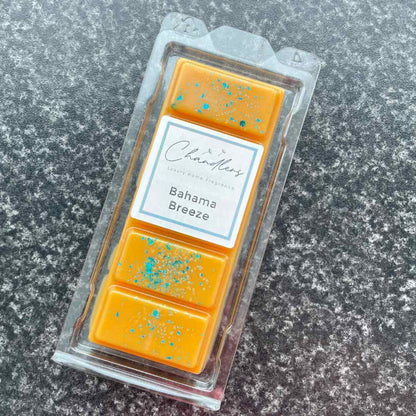 Chandlers
Luxury Home Fragrance
Bahama
Breeze